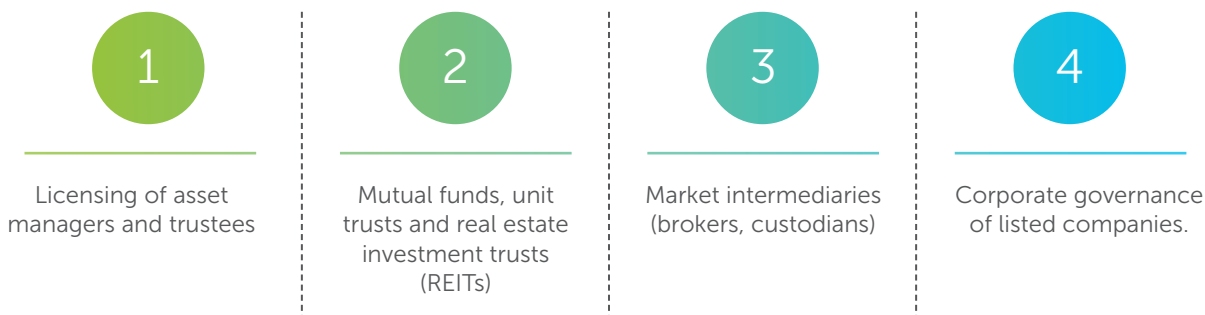 1
Licensing of asset
managers and trustees
2
Mutual funds, unit
trusts and real estate
investment trusts
(REITs)
3
Market intermediaries
(brokers, custodians)
4
Corporate governance
of listed companies.